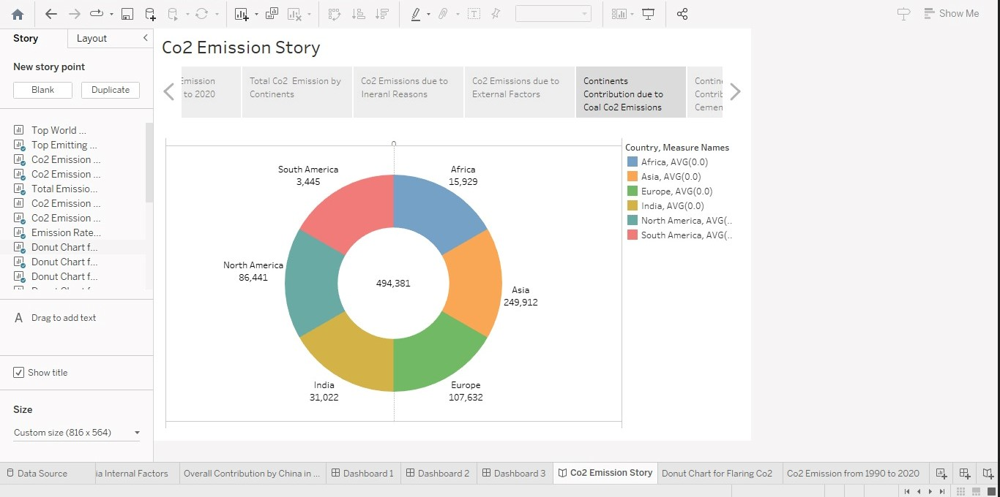 Show Me
Story
Layout
New story point
Blank
Duplicate
Top World ...
Top Emitting ...
Co2 Emission ...
Co2 Emission ...
Total Emissio...
Co2 Emission ...
Co2 Emission ...
Emission Rate...
Donut Chart f...
Donut Chart f...
Donut Chart f...
A Drag to add text
Show title
Size
Custom size (816 x 564)
Co2 Emission Story
Emission
to 2020
Total Co2 Emission by
Continents
Co2 Emissions due to
Ineranl Reasons
Co2 Emissions due to
External Factors
Continents
Contribution due to
Coal Co2 Emissions
Contine
Contrib
Cemen
0
South America
3,445
Africa
15,929
North America
86,441
494,381
Asia
249,912
India
31,022
Europe
107,632
Country, Measure Names
Africa, AVG(0.0)
Asia, AVG(0.0)
Europe, AVG(0.0)
India, AVG(0.0)
North America, AVG(..
South America, AVG(..
Data Source
ia Internal Factors
Overall Contribution by China in ...
Dashboard 1
Dashboard 2
Dashboard 3
Co2 Emission Story
Donut Chart for Flaring Co2
Co2 Emission from 1990 to 2020